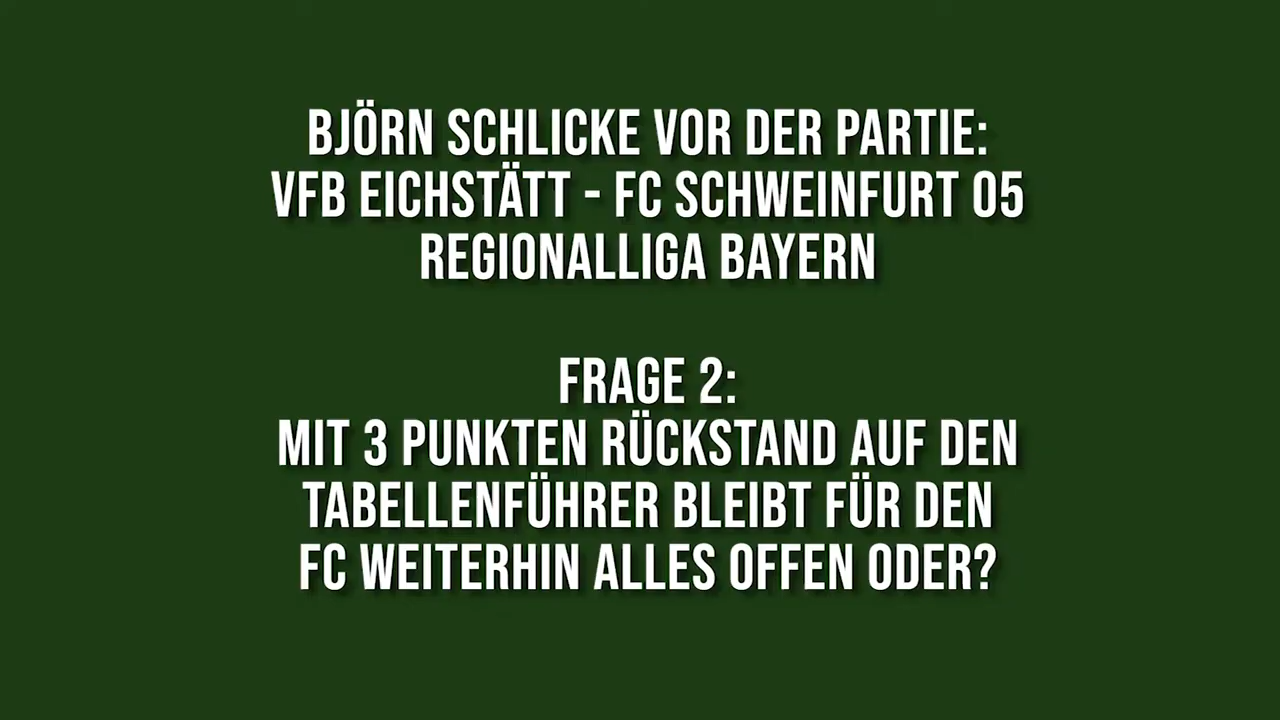 BJÖRN SCHLICKE VOR DER PARTIE:
VFB EICHSTÄTT - FC SCHWEINFURT 05
REGIONALLIGA BAYERN
FRAGE 2:
MIT 3 PUNKTEN RÜCKSTAND AUF DEN
TABELLENFÜHRER BLEIBT FÜR DEN
FC WEITERHIN ALLES OFFEN ODER?